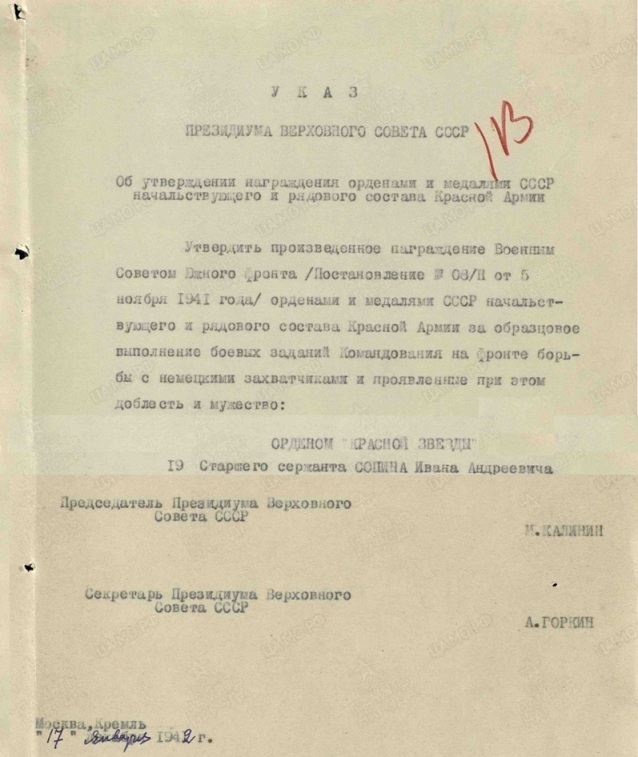 У К А З
ПРЕЗИДИУМА ВЕРХОВНОГО СОВЕТА СССР
Об утверждении награждения орденами и медалями СССР
начальствующего и рядового состава Красной Армии
Утвердить произведенное награждение Военным
Советом Южного фронта /Постановление № 08/Н от 5
ноября 1941 года/ орденами и медалями СССР начальст-
вующего и рядового состава Красной Армии за образцовое
выполнение боевых заданий Командования на фронте борь-
бы с немецкими захватчиками и проявленные при этом
доблесть и мужество:
ОРДЕНОМ "КРАСНОЙ ЗВЕЗДЫ"
19 Старшего сержанта СОПИНА Ивана Андреевича
Председатель Президиума Верховного
Совета СССР
М.КАЛИНИН
Секретарь Президиума Верховного
Совета СССР
А.ГОРКИН
Москва,Кремль
"17" января 1942г.